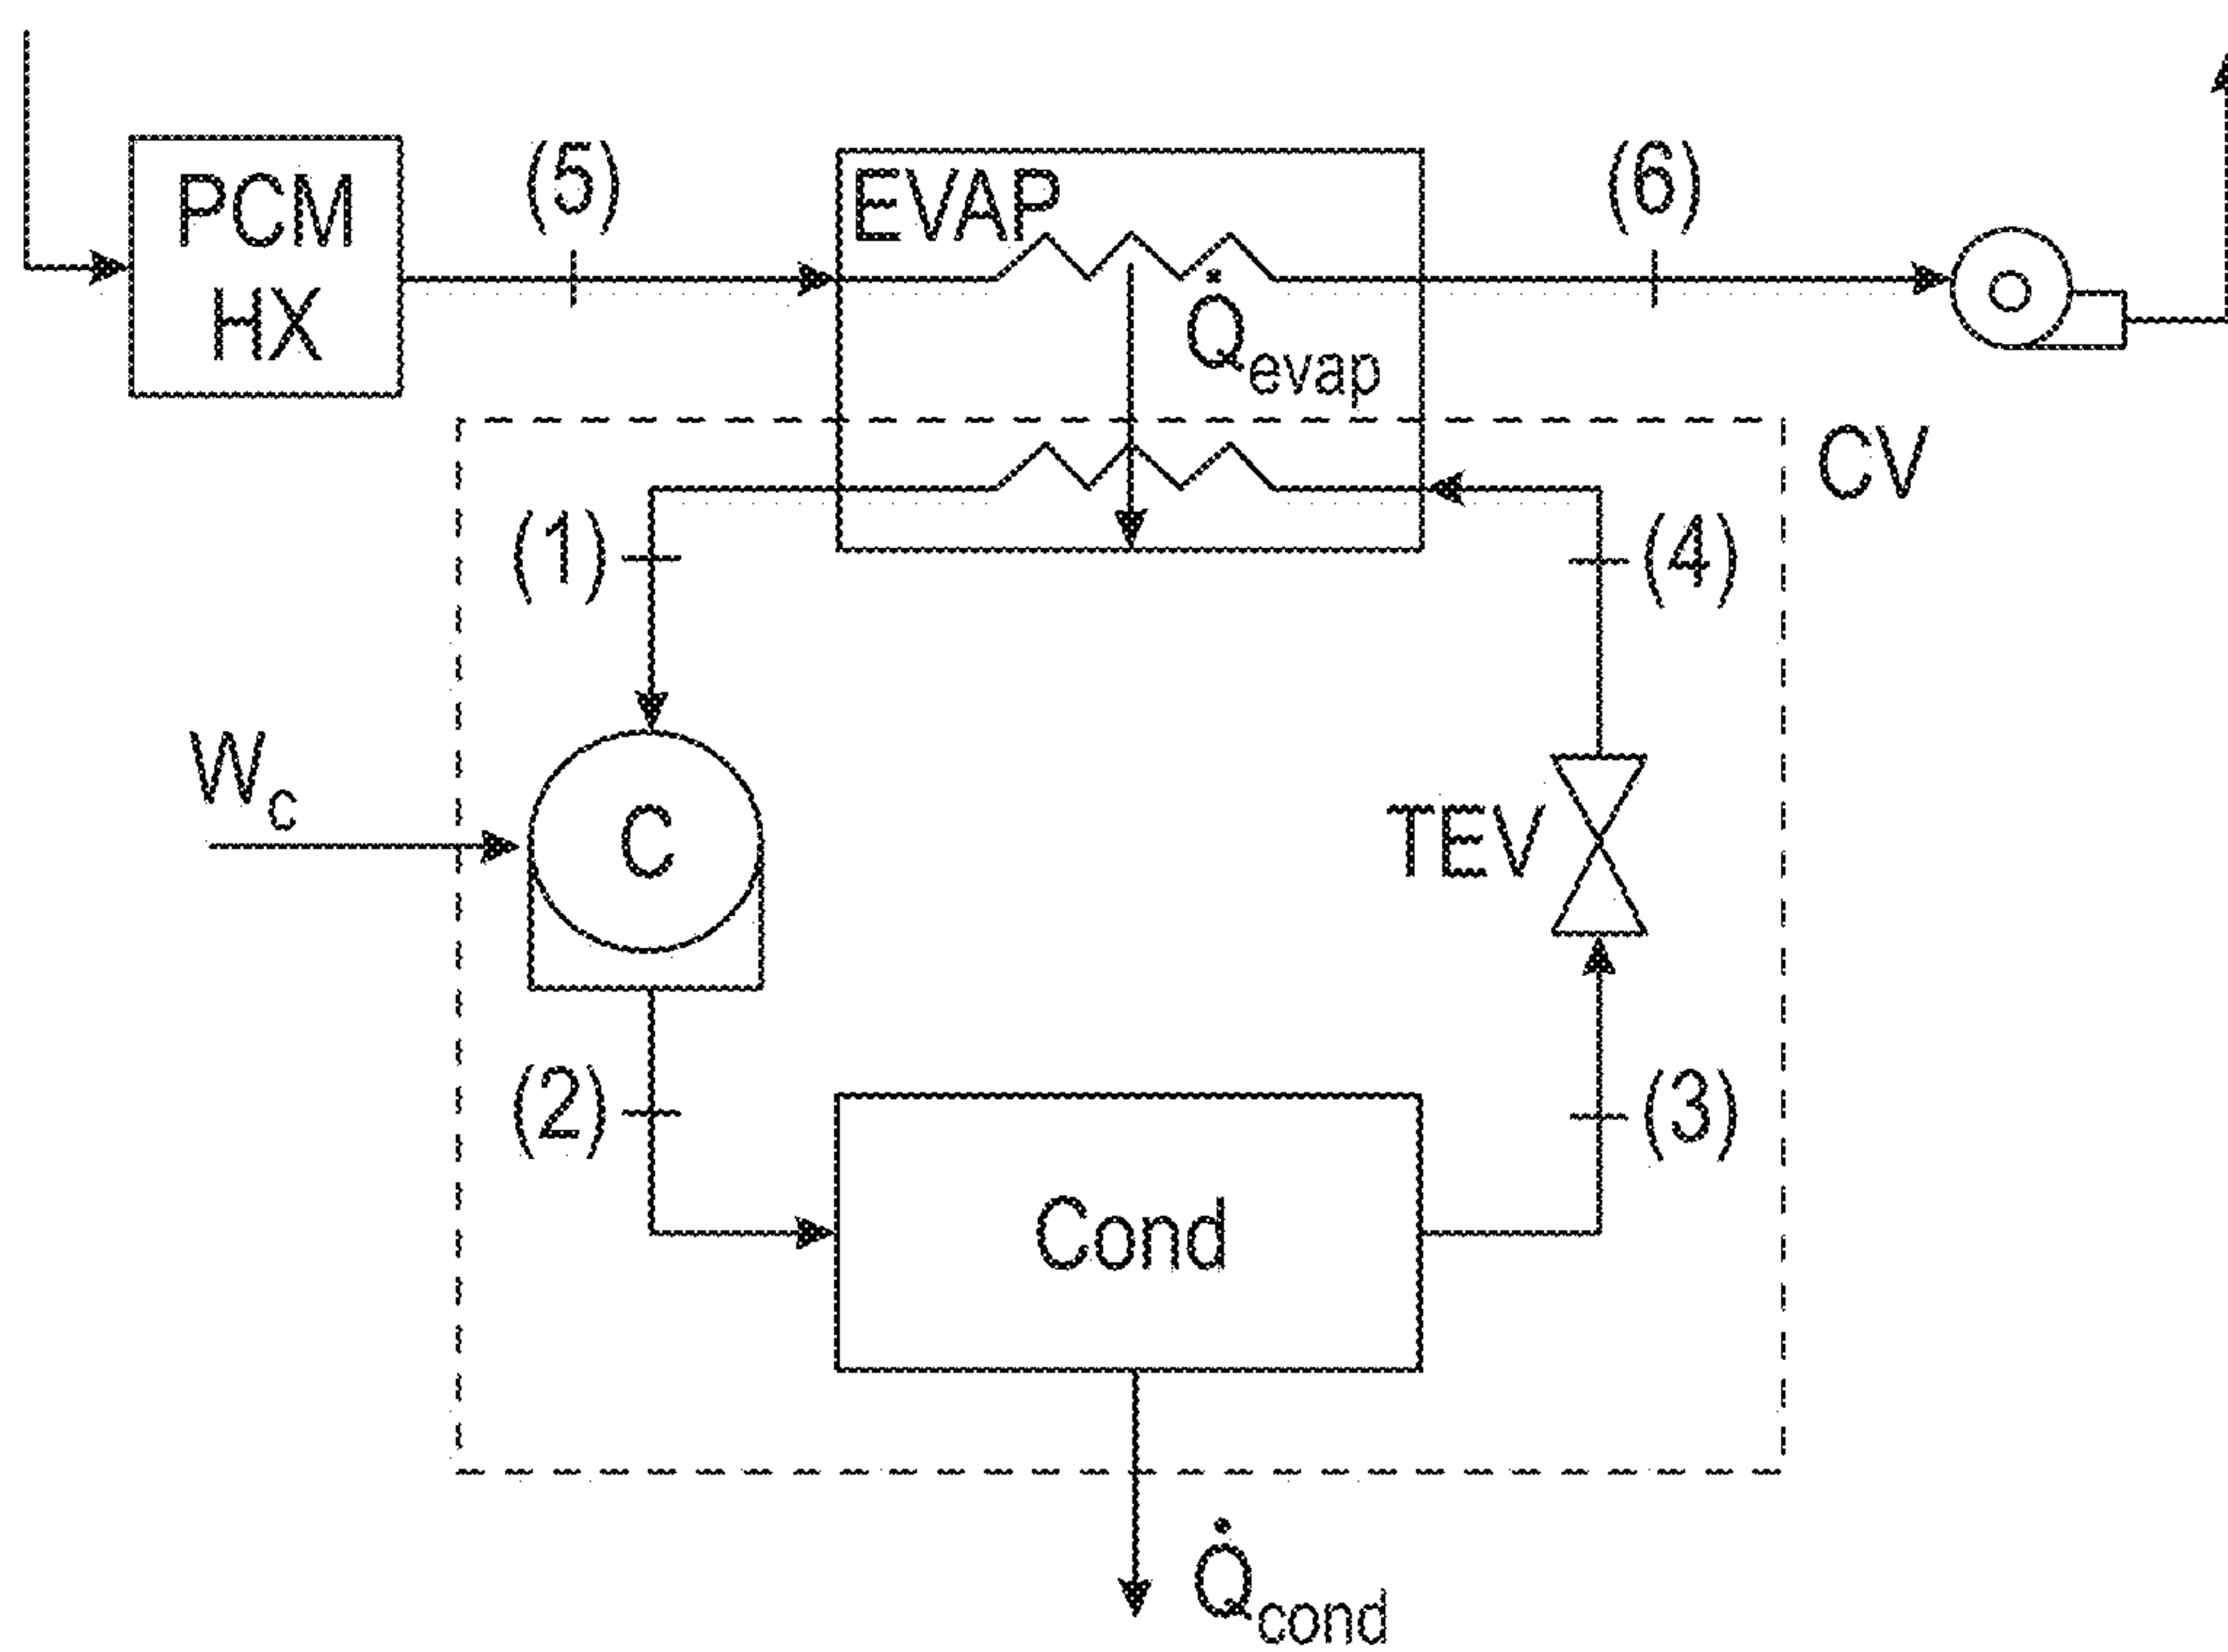 PCM
HX
(5)
EVAP
(6)
Q̇evap
CV
(1)
(4)
Wc
C
TEV
(2)
(3)
Cond
Q̇cond